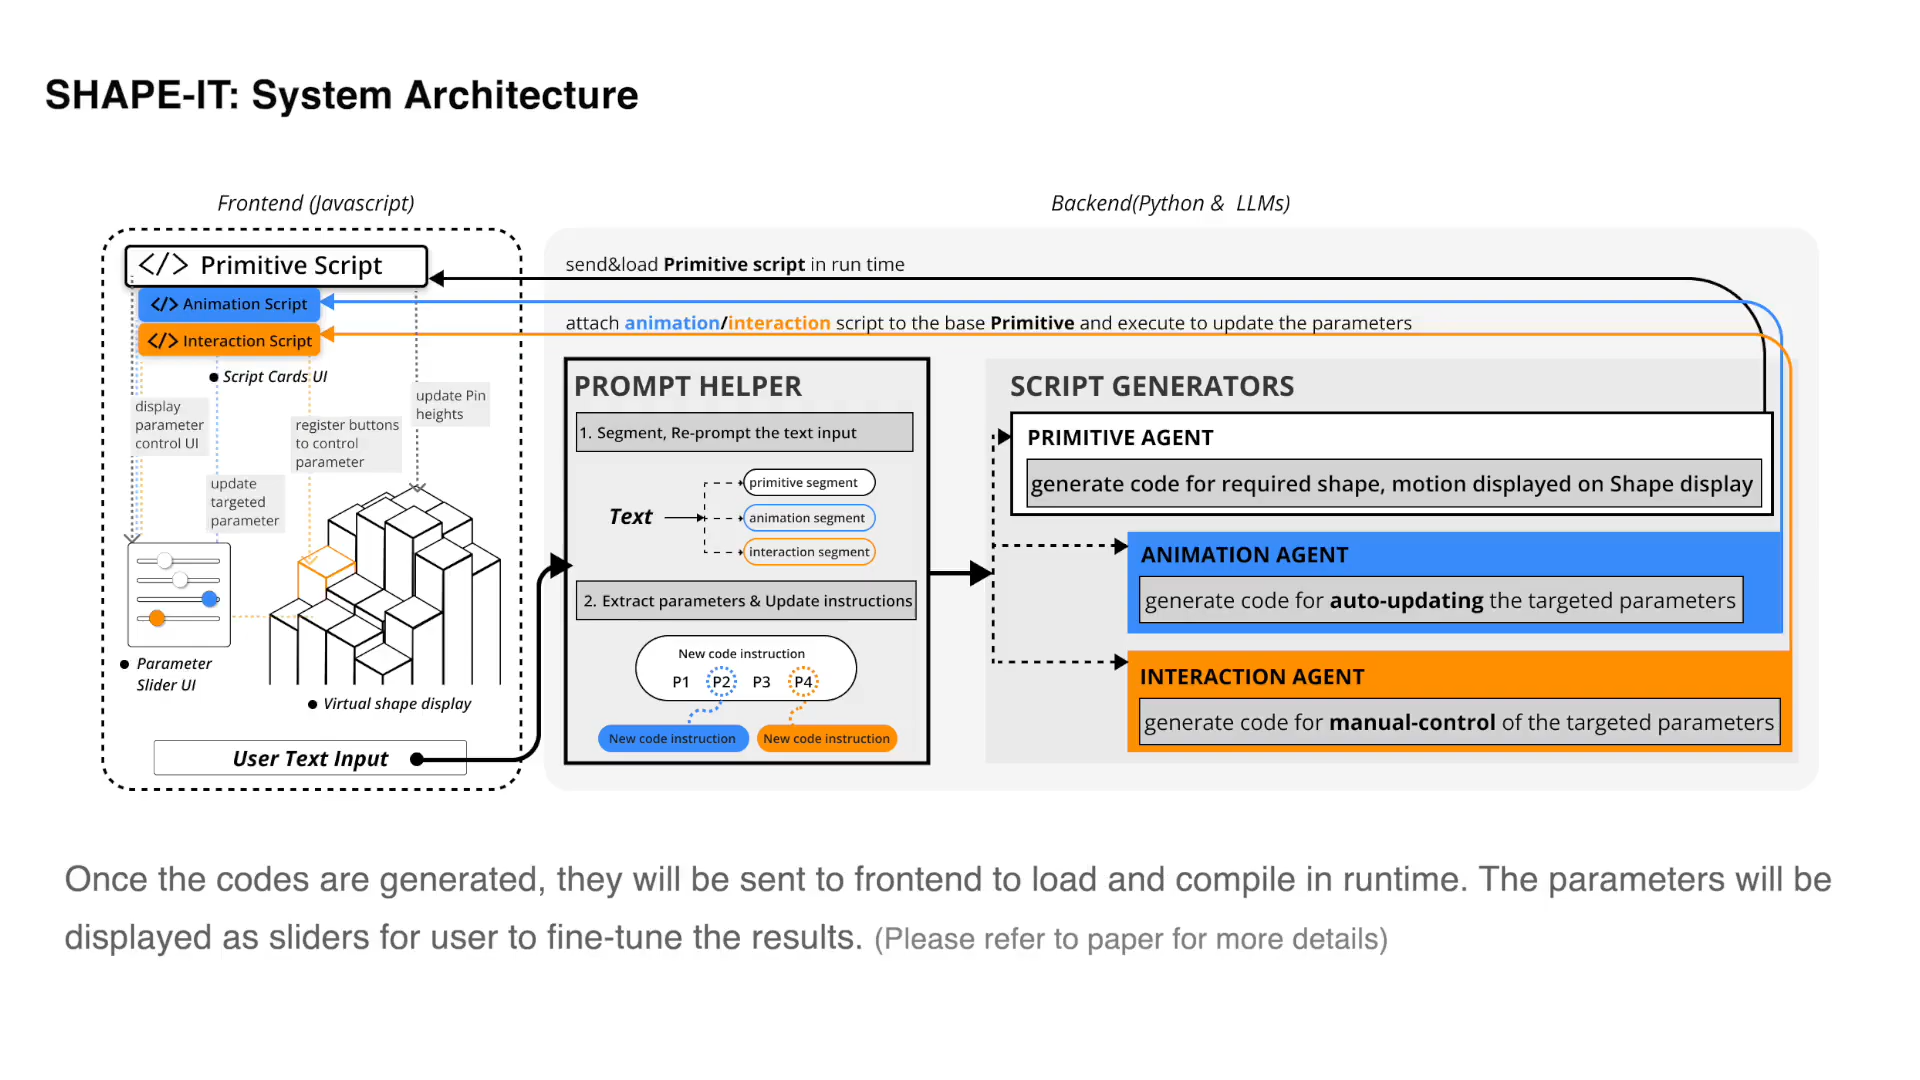 SHAPE-IT: System Architecture
Frontend (Javascript)
Backend(Python & LLMs)
</> Primitive Script
</> Animation Script
</> Interaction Script
Script Cards UI
display
parameter
control UI
update
targeted
parameter
register buttons
to control
parameter
update Pin
heights
Parameter
Slider UI
Virtual shape display
User Text Input
send&load Primitive script in run time
attach animation/interaction script to the base Primitive and execute to update the parameters
PROMPT HELPER
1. Segment, Re-prompt the text input
Text
primitive segment
animation segment
interaction segment
2. Extract parameters & Update instructions
New code instruction
P1 P2 P3 P4
New code instruction
New code instruction
SCRIPT GENERATORS
PRIMITIVE AGENT
generate code for required shape, motion displayed on Shape display
ANIMATION AGENT
generate code for auto-updating the targeted parameters
INTERACTION AGENT
generate code for manual-control of the targeted parameters
Once the codes are generated, they will be sent to frontend to load and compile in runtime. The parameters will be
displayed as sliders for user to fine-tune the results. (Please refer to paper for more details)